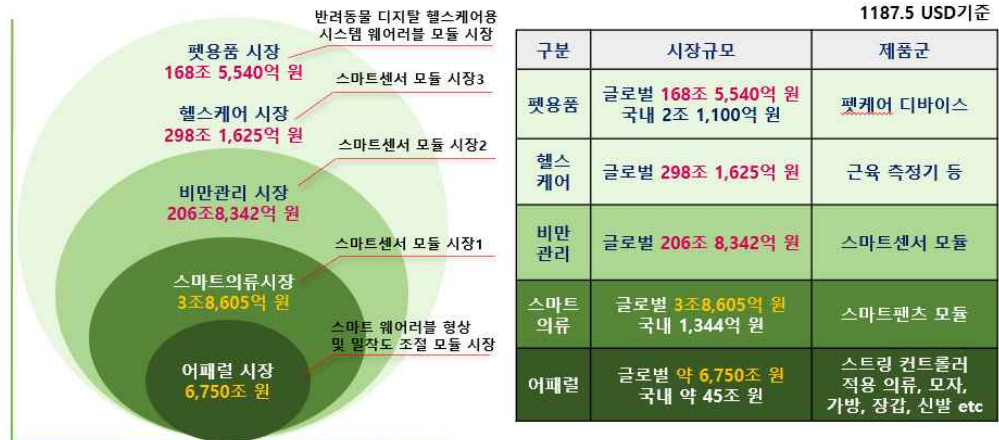 반려동물 디지탈 헬스케어용
시스템 웨어러블 모듈 시장
펫용품 시장
168조 5,540억 원
스마트센서 모듈 시장3
헬스케어 시장
298조 1,625억 원
스마트센서 모듈 시장2
비만관리 시장
206조8,342억 원
스마트센서 모듈 시장1
스마트의류시장
3조8,605억 원
스마트 웨어러블 형상
및 밀착도 조절 모듈 시장
어패럴 시장
6,750조 원
1187.5 USD기준
구분 시장규모 제품군
펫용품 글로벌 168조 5,540억 원 펫케어 디바이스
국내 2조 1,100억 원
헬스
케어 글로벌 298조 1,625억 원 근육 측정기 등
비만
관리 글로벌 206조 8,342억 원 스마트센서 모듈
스마트
의류 글로벌 3조8,605억 원 스마트팬츠 모듈
국내 1,344억 원
어패럴 글로벌 약 6,750조 원
국내 약 45조 원
스트링 컨트롤러
적용 의류, 모자,
가방, 장갑, 신발 etc